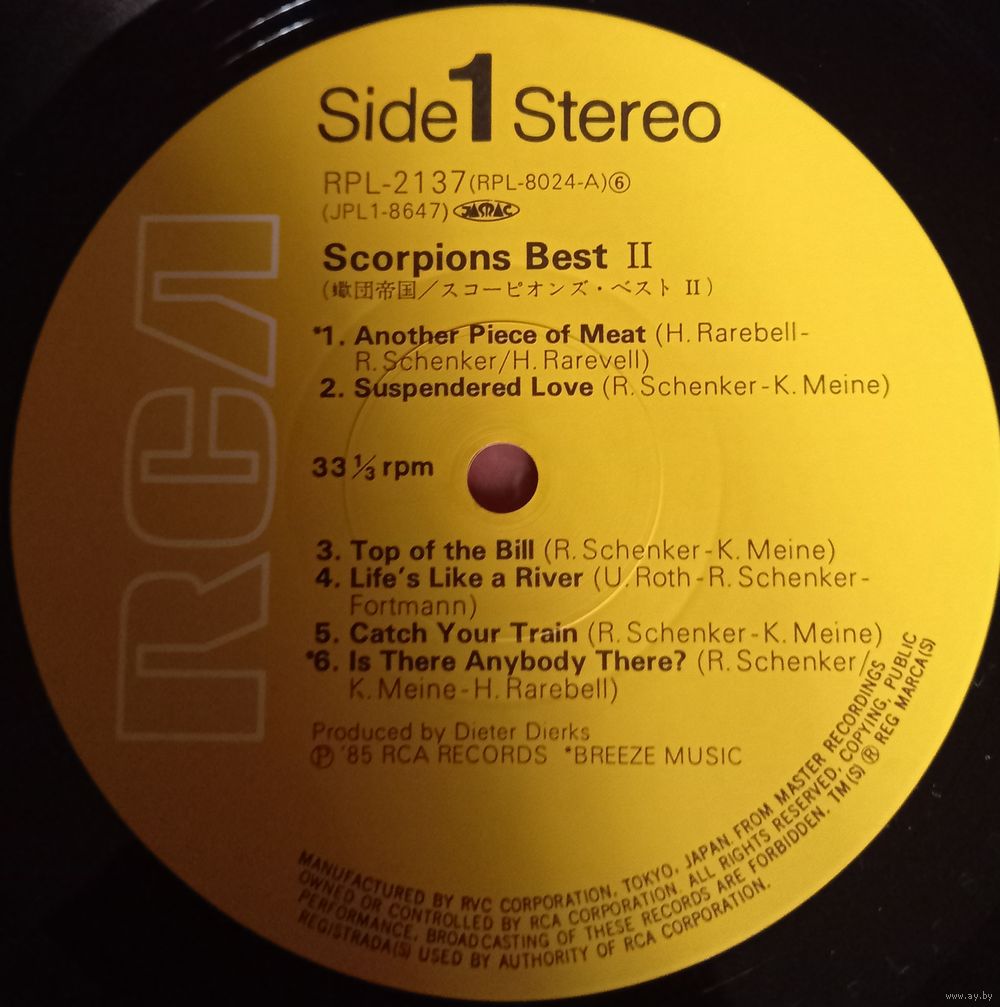 Side 1 Stereo
RPL-2137(RPL-8024-A)⑥
(JPL1-8647) JASRAC
Scorpions Best II
(蠍団帝国/スコーピオンズ・ベスト II)
*1. Another Piece of Meat (H. Rarebell-
R. Schenker/H. Rarevell)
2. Suspendered Love (R. Schenker-K. Meine)
33 1/3 rpm
3. Top of the Bill (R. Schenker-K. Meine)
4. Life's Like a River (U. Roth-R. Schenker-
Fortmann)
5. Catch Your Train (R. Schenker-K. Meine)
*6. Is There Anybody There? (R. Schenker/
K. Meine-H. Rarebell)
Produced by Dieter Dierks
Ⓟ '85 RCA RECORDS *BREEZE MUSIC
RCA
MANUFACTURED BY RVC CORPORATION, TOKYO, JAPAN FROM MASTER RECORDINGS
OWNED OR CONTROLLED BY RCA CORPORATION. ALL RIGHTS RESERVED, COPYING, PUBLIC
PERFORMANCE, BROADCASTING OF THESE RECORDS ARE FORBIDDEN. TM(S) ® REG MARCA(S)
REGISTRADA(S) USED BY AUTHORITY OF RCA CORPORATION.
www.ay.by